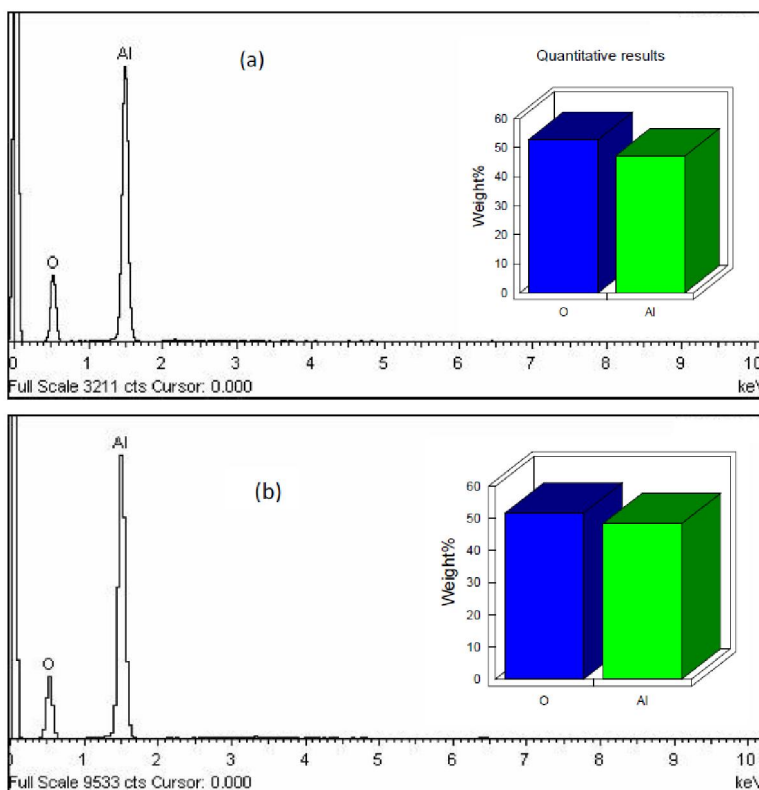 Al
(a)
Quantitative results
60
50
40
30
20
10
0
Weight%
O
Al
O
0 1 2 3 4 5 6 7 8 9 10
Full Scale 3211 cts Cursor: 0.000
keV
Al
(b)
60
50
40
30
20
10
0
Weight%
O
Al
O
0 1 2 3 4 5 6 7 8 9 10
Full Scale 9533 cts Cursor: 0.000
keV